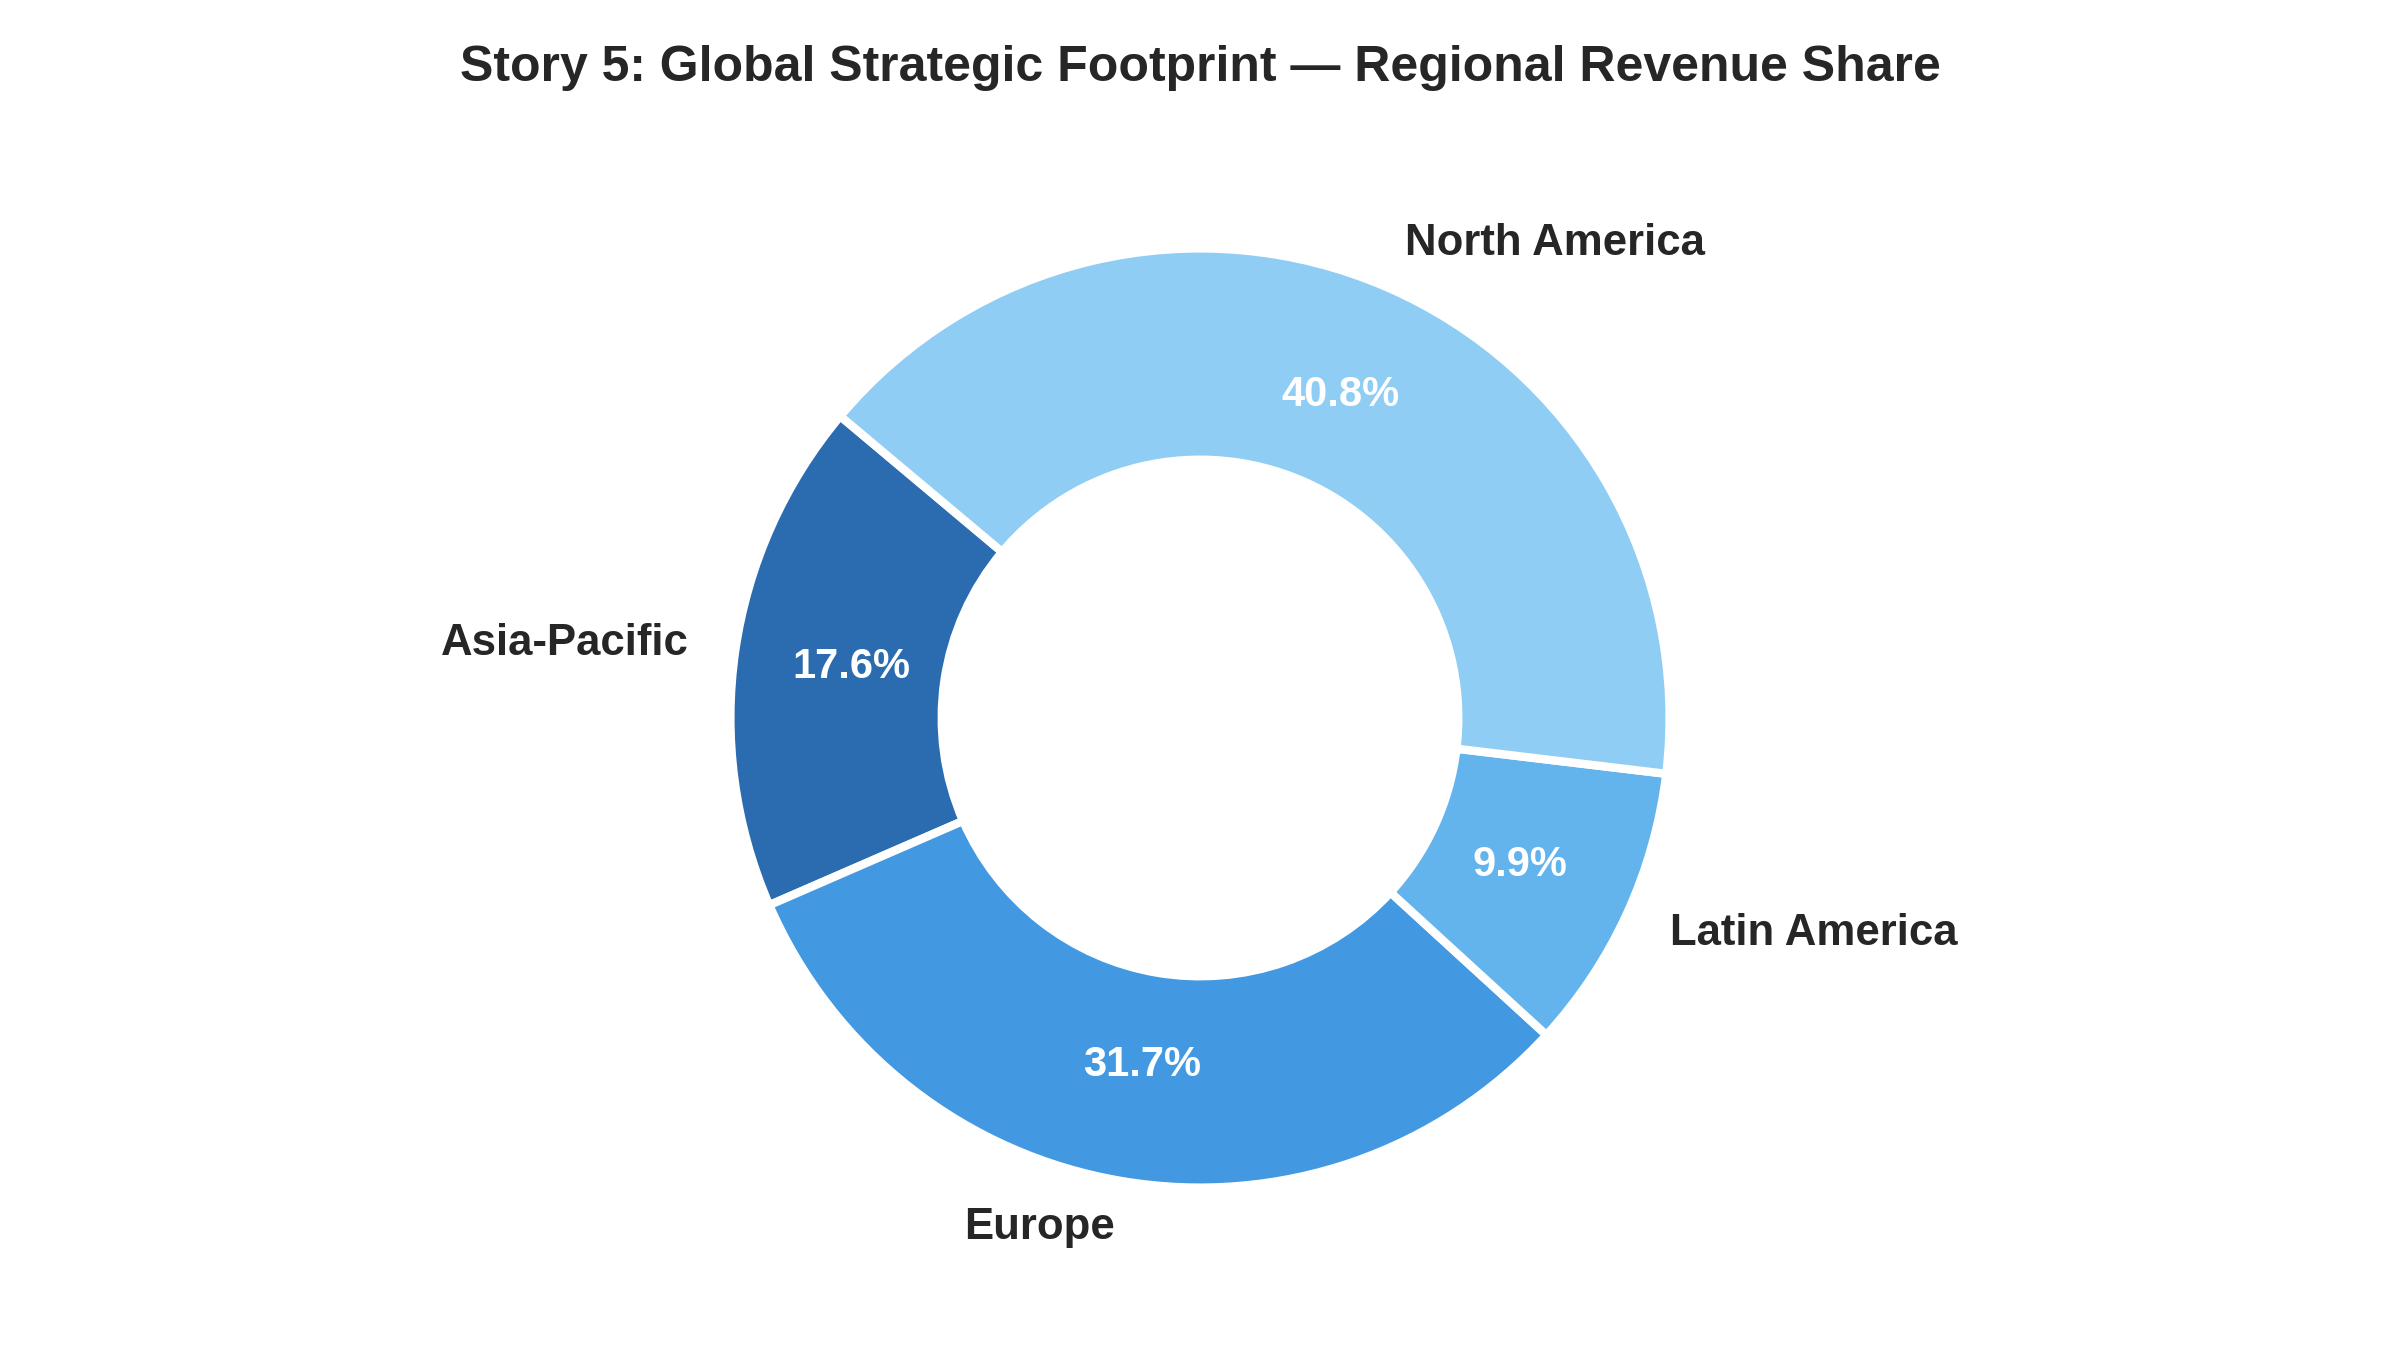 Story 5: Global Strategic Footprint — Regional Revenue Share
North America
40.8%
Asia-Pacific
17.6%
9.9%
Latin America
31.7%
Europe